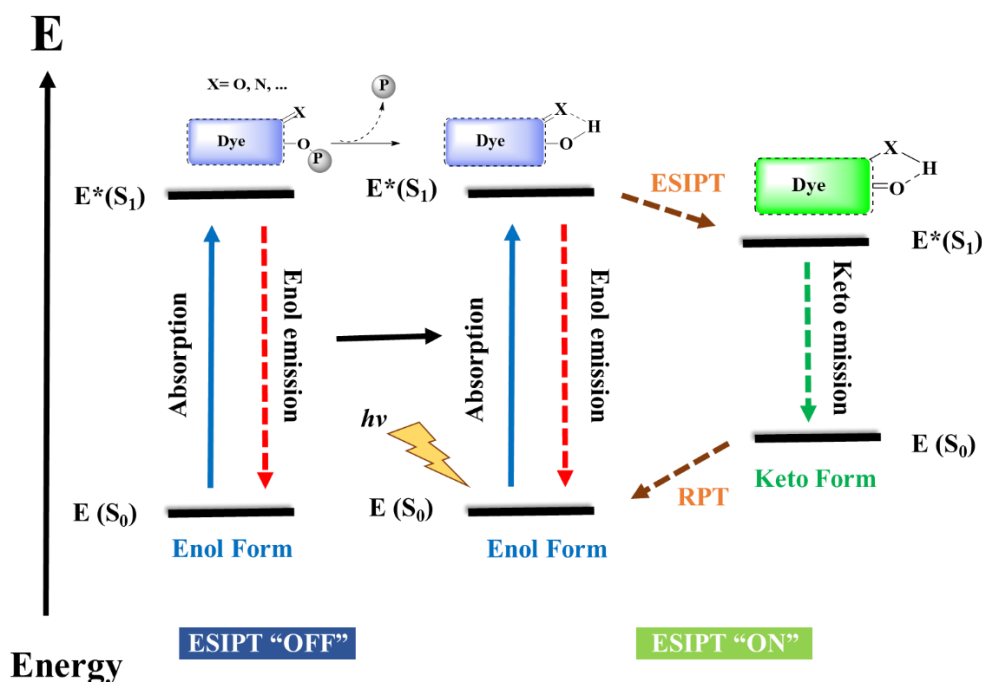 E
X= O, N, ...
P
X
Dye
O
P
X
H
Dye
O
X
H
Dye
O
E*(S₁)
E*(S₁)
ESIPT
E*(S₁)
Absorption
Enol emission
Absorption
Enol emission
Keto emission
hν
E (S₀)
E (S₀)
E (S₀)
RPT
Keto Form
Enol Form
Enol Form
ESIPT “OFF”
ESIPT “ON”
Energy